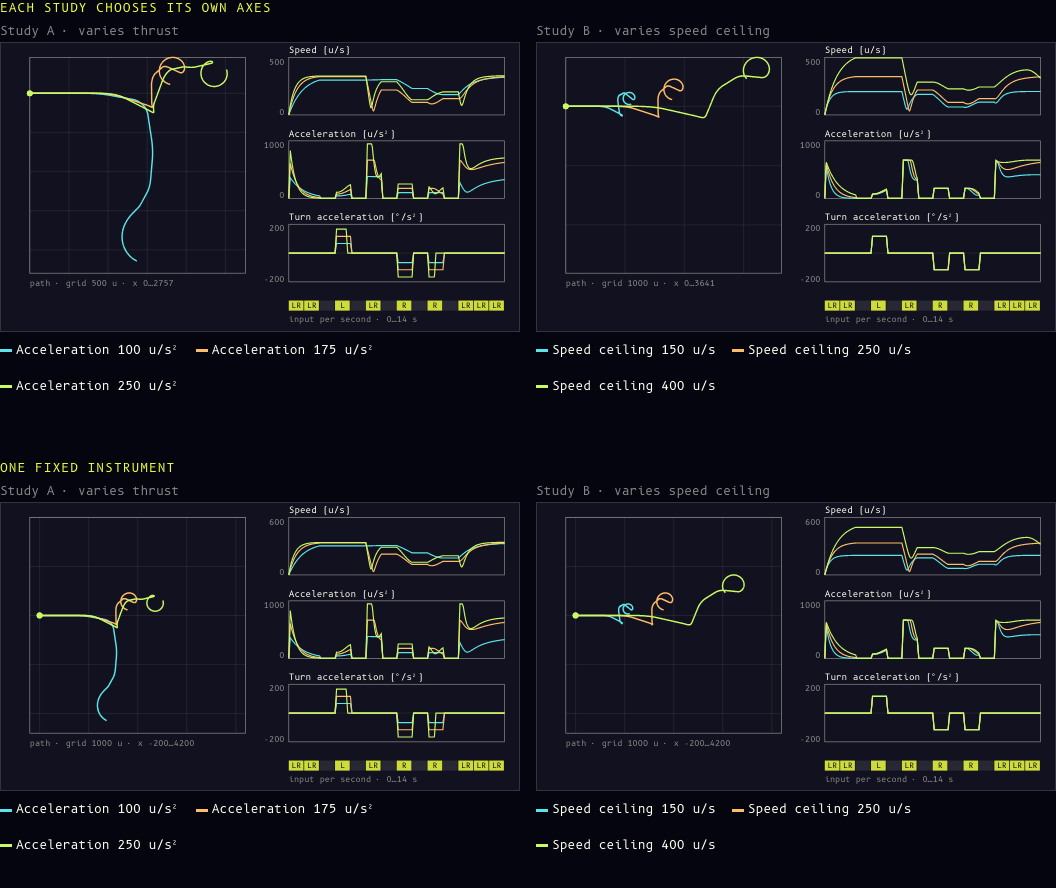 EACH STUDY CHOOSES ITS OWN AXES
Study A · varies thrust
Speed [u/s]
500
0
Acceleration [u/s²]
1000
0
Turn acceleration [°/s²]
200
-200
LR LR L LR R R LR LR LR
path · grid 500 u · x 0…2757
input per second · 0…14 s
Acceleration 100 u/s² Acceleration 175 u/s²
Acceleration 250 u/s²
Study B · varies speed ceiling
Speed [u/s]
Acceleration [u/s²]
Turn acceleration [°/s²]
LR LR L LR R R LR LR LR
path · grid 1000 u · x 0…3641
input per second · 0…14 s
Speed ceiling 150 u/s Speed ceiling 250 u/s
Speed ceiling 400 u/s
ONE FIXED INSTRUMENT
Study A · varies thrust
Speed [u/s]
600
0
Acceleration [u/s²]
1000
0
Turn acceleration [°/s²]
200
-200
LR LR L LR R R LR LR LR
path · grid 1000 u · x -200…4200
input per second · 0…14 s
Acceleration 100 u/s² Acceleration 175 u/s²
Acceleration 250 u/s²
Study B · varies speed ceiling
Speed [u/s]
600
0
Acceleration [u/s²]
1000
0
Turn acceleration [°/s²]
200
-200
LR LR L LR R R LR LR LR
path · grid 1000 u · x -200…4200
input per second · 0…14 s
Speed ceiling 150 u/s Speed ceiling 250 u/s
Speed ceiling 400 u/s